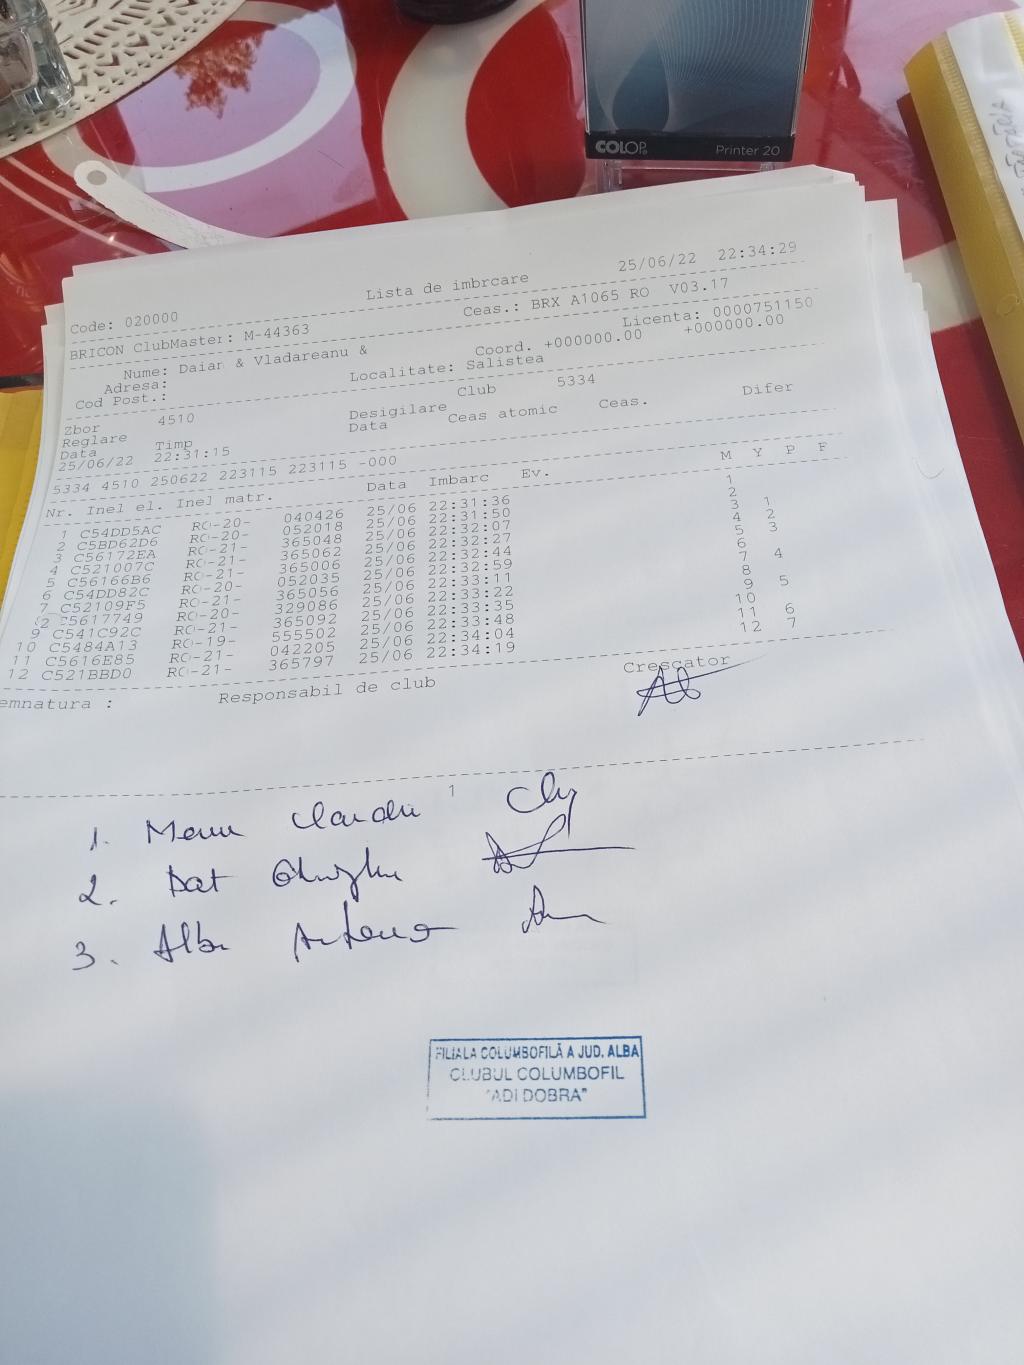 COLOP Printer 20
Lista de imbrcare 25/06/22 22:34:29
Code: 020000 Ceas.: BRX A1065 RO V03.17
BRICON ClubMaster: M-44363 Licenta: 0000751150
Nume: Daian & Vladareanu & Coord. +000000.00 +000000.00
Adresa: Localitate: Salistea
Cod Post.:
Club 5334
Zbor 4510 Desigilare
Reglare Data Ceas atomic Ceas. Difer
Data Timp
25/06/22 22:31:15
5334 4510 250622 223115 223115 -000
Nr. Inel el. Inel matr. Data Imbarc Ev. M Y P F
1 C54DD5AC RO-20- 040426 25/06 22:31:36 1
2 C5BD62D6 RO-20- 052018 25/06 22:31:50 2
3 C56172EA RO-21- 365048 25/06 22:32:07 3 1
4 C521007C RO-21- 365062 25/06 22:32:27 4 2
5 C56166B6 RO-21- 365006 25/06 22:32:44 5 3
6 C54DD82C RO-20- 052035 25/06 22:32:59 6
7 C52109F5 RO-21- 365056 25/06 22:33:11 7 4
C5617749 RO-20- 329086 25/06 22:33:22 8
9 C541C92C RO-21- 365092 25/06 22:33:35 9 5
10 C5484A13 RO-19- 555502 25/06 22:33:48 10
11 C5616E85 RO-21- 042205 25/06 22:34:04 11 6
12 C521BBD0 RO-21- 365797 25/06 22:34:19 12 7
emnatura : Responsabil de club Crescator
1
1. Claudiu
2. Dat
3. Alba
FILIALA COLUMBOFILĂ A JUD. ALBA
CLUBUL COLUMBOFIL
"ADI DOBRA"